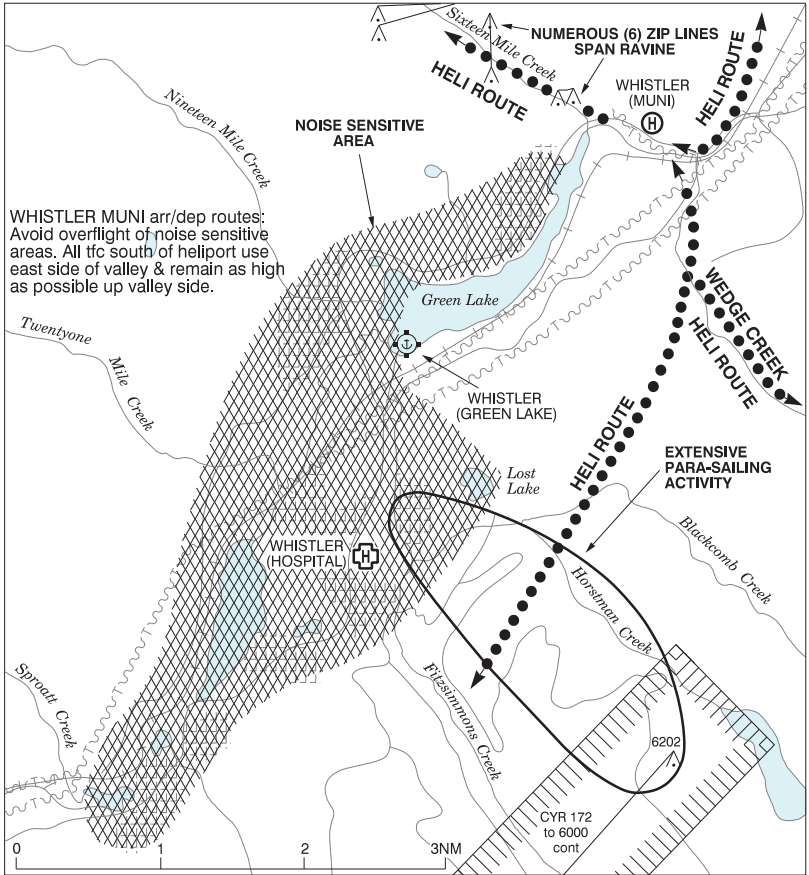 Sixteen Mile Creek
NUMEROUS (6) ZIP LINES
SPAN RAVINE
HELI ROUTE
WHISTLER
(MUNI)
H
HELI ROUTE
Nineteen Mile Creek
NOISE SENSITIVE
AREA
WHISTLER MUNI arr/dep routes:
Avoid overflight of noise sensitive
areas. All tfc south of heliport use
east side of valley & remain as high
as possible up valley side.
Green Lake
WEDGE CREEK
HELI ROUTE
Twentyone Mile Creek
WHISTLER
(GREEN LAKE)
HELI ROUTE
EXTENSIVE
PARA-SAILING
ACTIVITY
Lost
Lake
Blackcomb Creek
WHISTLER
(HOSPITAL)
H
Horstman Creek
Sproatt Creek
Fitzsimmons Creek
6202
CYR 172
to 6000
cont
0 1 2 3NM